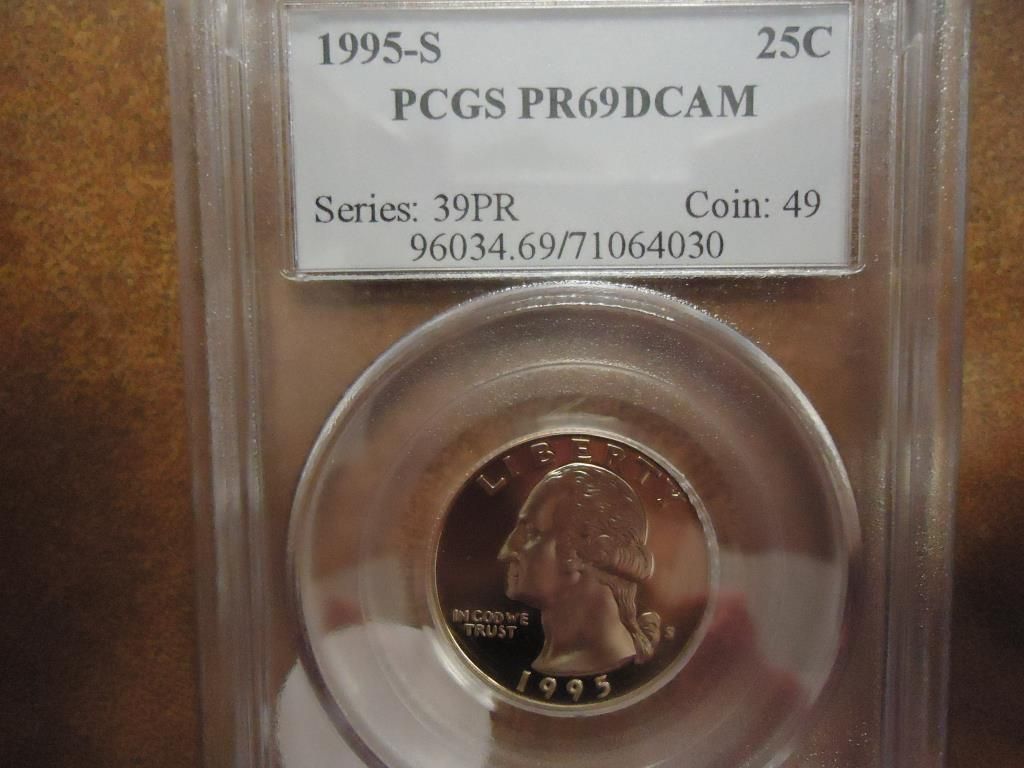 1995-S 25C
PCGS PR69DCAM
Series: 39PR Coin: 49
96034.69/71064030
LIBERTY
IN GOD WE
TRUST
S
1995